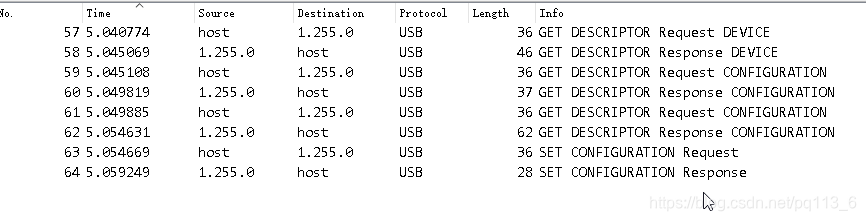 No. Time Source Destination Protocol Length Info
57 5.040774 host 1.255.0 USB 36 GET DESCRIPTOR Request DEVICE
58 5.045069 1.255.0 host USB 46 GET DESCRIPTOR Response DEVICE
59 5.045108 host 1.255.0 USB 36 GET DESCRIPTOR Request CONFIGURATION
60 5.049819 1.255.0 host USB 37 GET DESCRIPTOR Response CONFIGURATION
61 5.049885 host 1.255.0 USB 36 GET DESCRIPTOR Request CONFIGURATION
62 5.054631 1.255.0 host USB 62 GET DESCRIPTOR Response CONFIGURATION
63 5.054669 host 1.255.0 USB 36 SET CONFIGURATION Request
64 5.059249 1.255.0 host USB 28 SET CONFIGURATION Response
https://blog.csdn.net/pq113_6